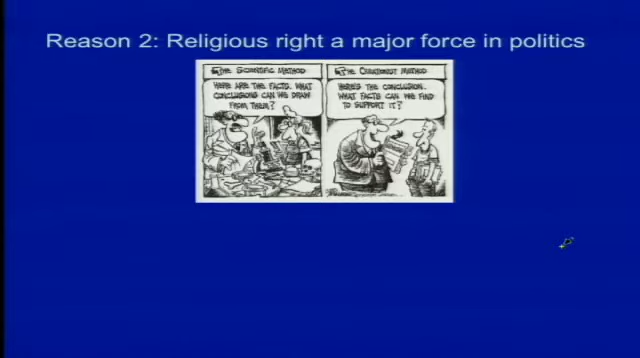 Reason 2: Religious right a major force in politics
The Scientific Method
Here are the facts. What
conclusions can we draw
from them?
The Creationist Method
Here's the conclusion.
What facts can we find
to support it?